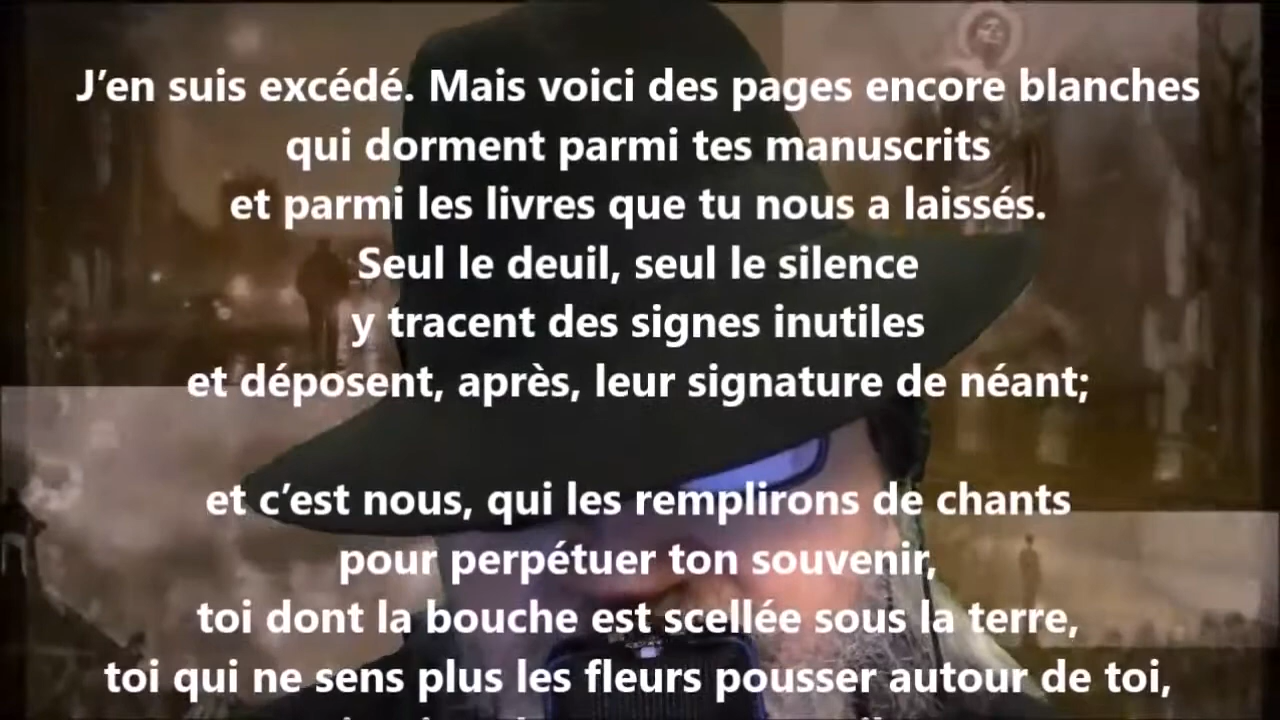 J’en suis excédé. Mais voici des pages encore blanches
qui dorment parmi tes manuscrits
et parmi les livres que tu nous a laissés.
Seul le deuil, seul le silence
y tracent des signes inutiles
et déposent, après, leur signature de néant;
et c’est nous, qui les remplirons de chants
pour perpétuer ton souvenir,
toi dont la bouche est scellée sous la terre,
toi qui ne sens plus les fleurs pousser autour de toi,